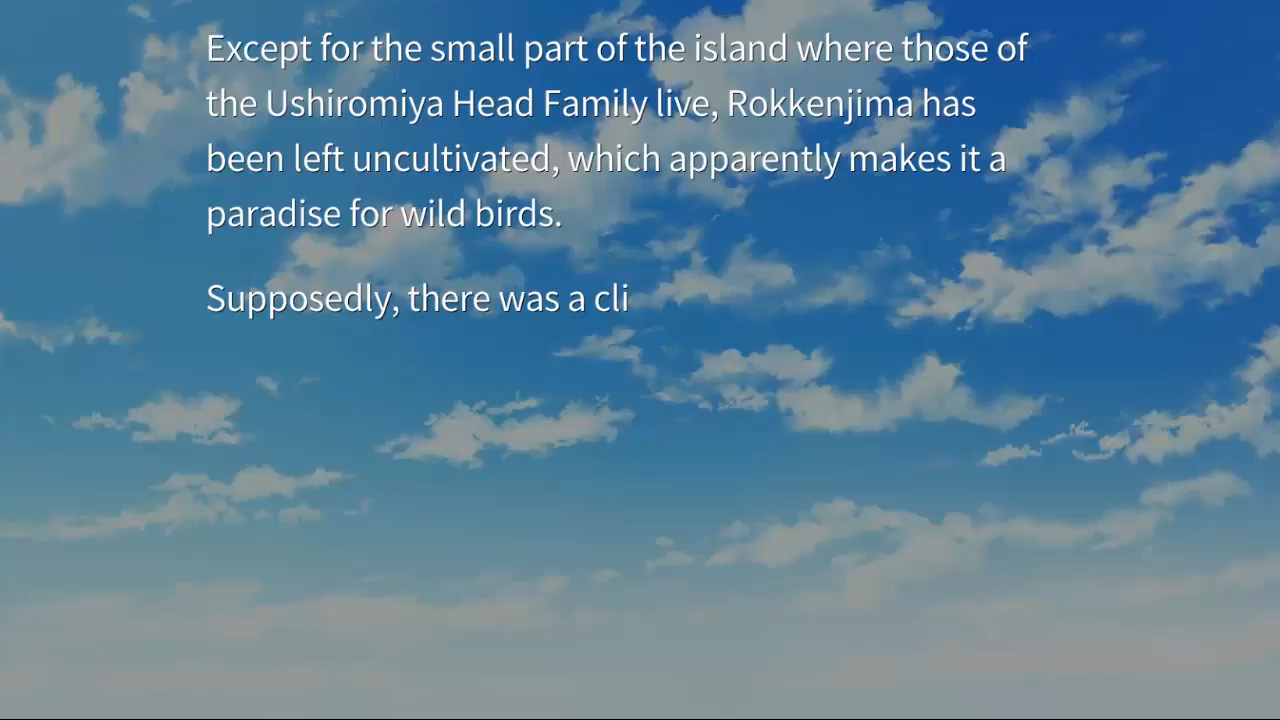 Except for the small part of the island where those of
the Ushiromiya Head Family live, Rokkenjima has
been left uncultivated, which apparently makes it a
paradise for wild birds.
Supposedly, there was a cli